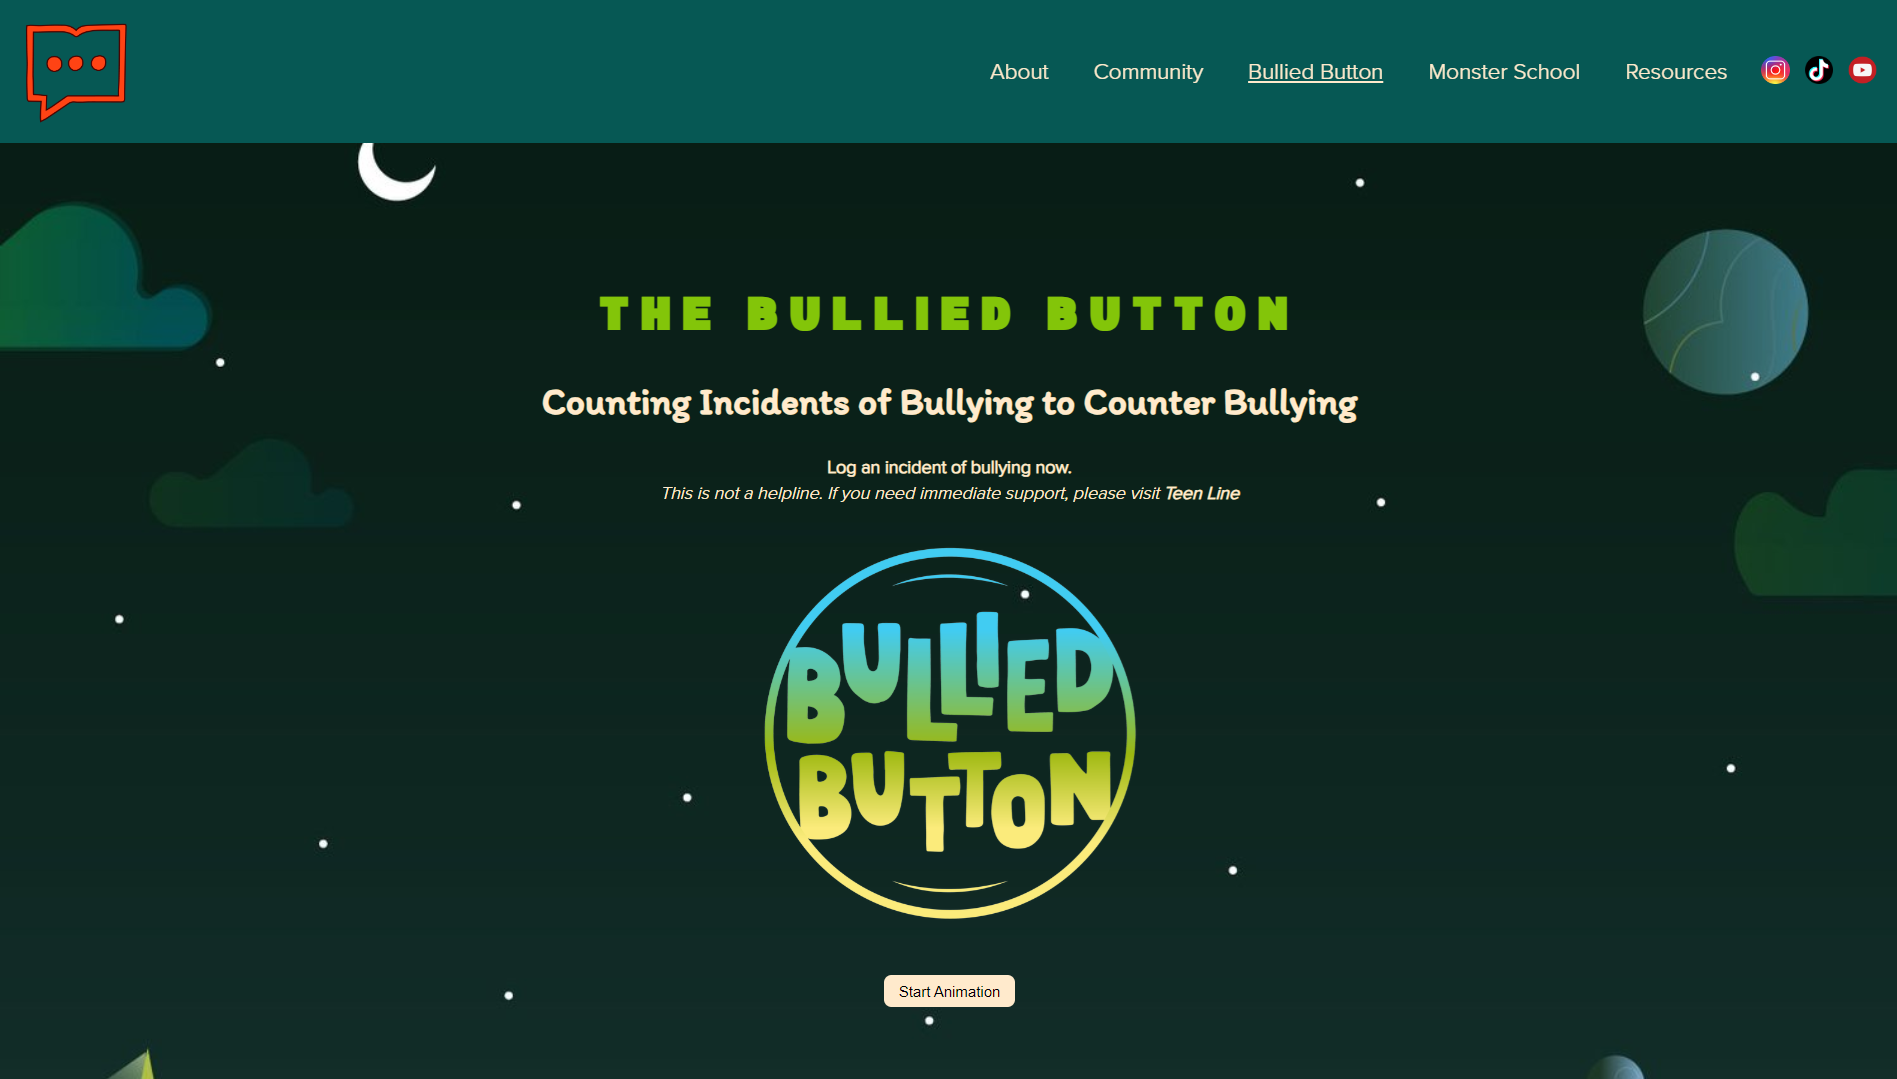 About
Community
Bullied Button
Monster School
Resources
THE BULLIED BUTTON
Counting Incidents of Bullying to Counter Bullying
Log an incident of bullying now.
This is not a helpline. If you need immediate support, please visit Teen Line
BULLIED
BUTTON
Start Animation